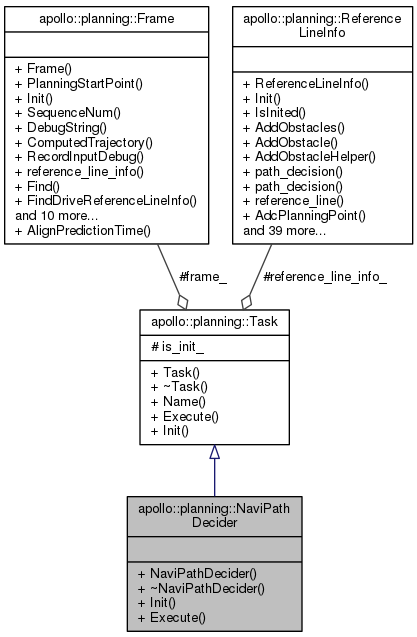 apollo::planning::Frame
+ Frame()
+ PlanningStartPoint()
+ Init()
+ SequenceNum()
+ DebugString()
+ ComputedTrajectory()
+ RecordInputDebug()
+ reference_line_info()
+ Find()
+ FindDriveReferenceLineInfo()
and 10 more...
+ AlignPredictionTime()
apollo::planning::Reference
LineInfo
+ ReferenceLineInfo()
+ Init()
+ IsInited()
+ AddObstacles()
+ AddObstacle()
+ AddObstacleHelper()
+ path_decision()
+ path_decision()
+ reference_line()
+ AdcPlanningPoint()
and 39 more...
#frame_
#reference_line_info_
apollo::planning::Task
# is_init_
+ Task()
+ ~Task()
+ Name()
+ Execute()
+ Init()
apollo::planning::NaviPath
Decider
+ NaviPathDecider()
+ ~NaviPathDecider()
+ Init()
+ Execute()